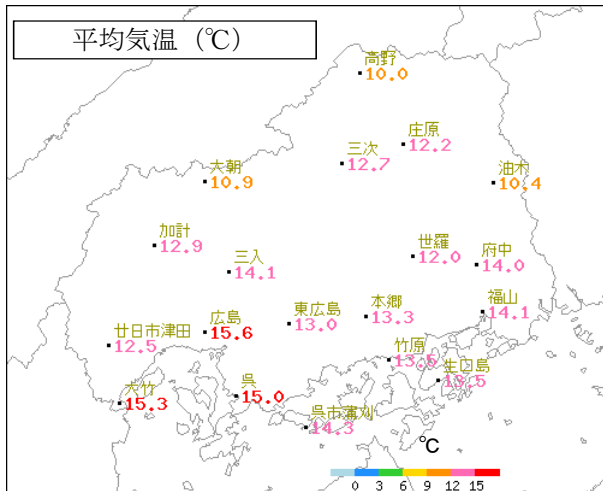 平均気温（℃）
高野
10.0
庄原
12.2
三次
12.7
大朝
10.9
油木
10.4
加計
12.9
三入
14.1
世羅
12.0
府中
14.0
福山
14.1
本郷
13.3
東広島
13.0
広島
15.6
廿日市津田
12.5
竹原
13.5
生口島
15.3
呉
15.0
大竹
呉市蒲刈
14.3
℃
0 3 6 9 12 15